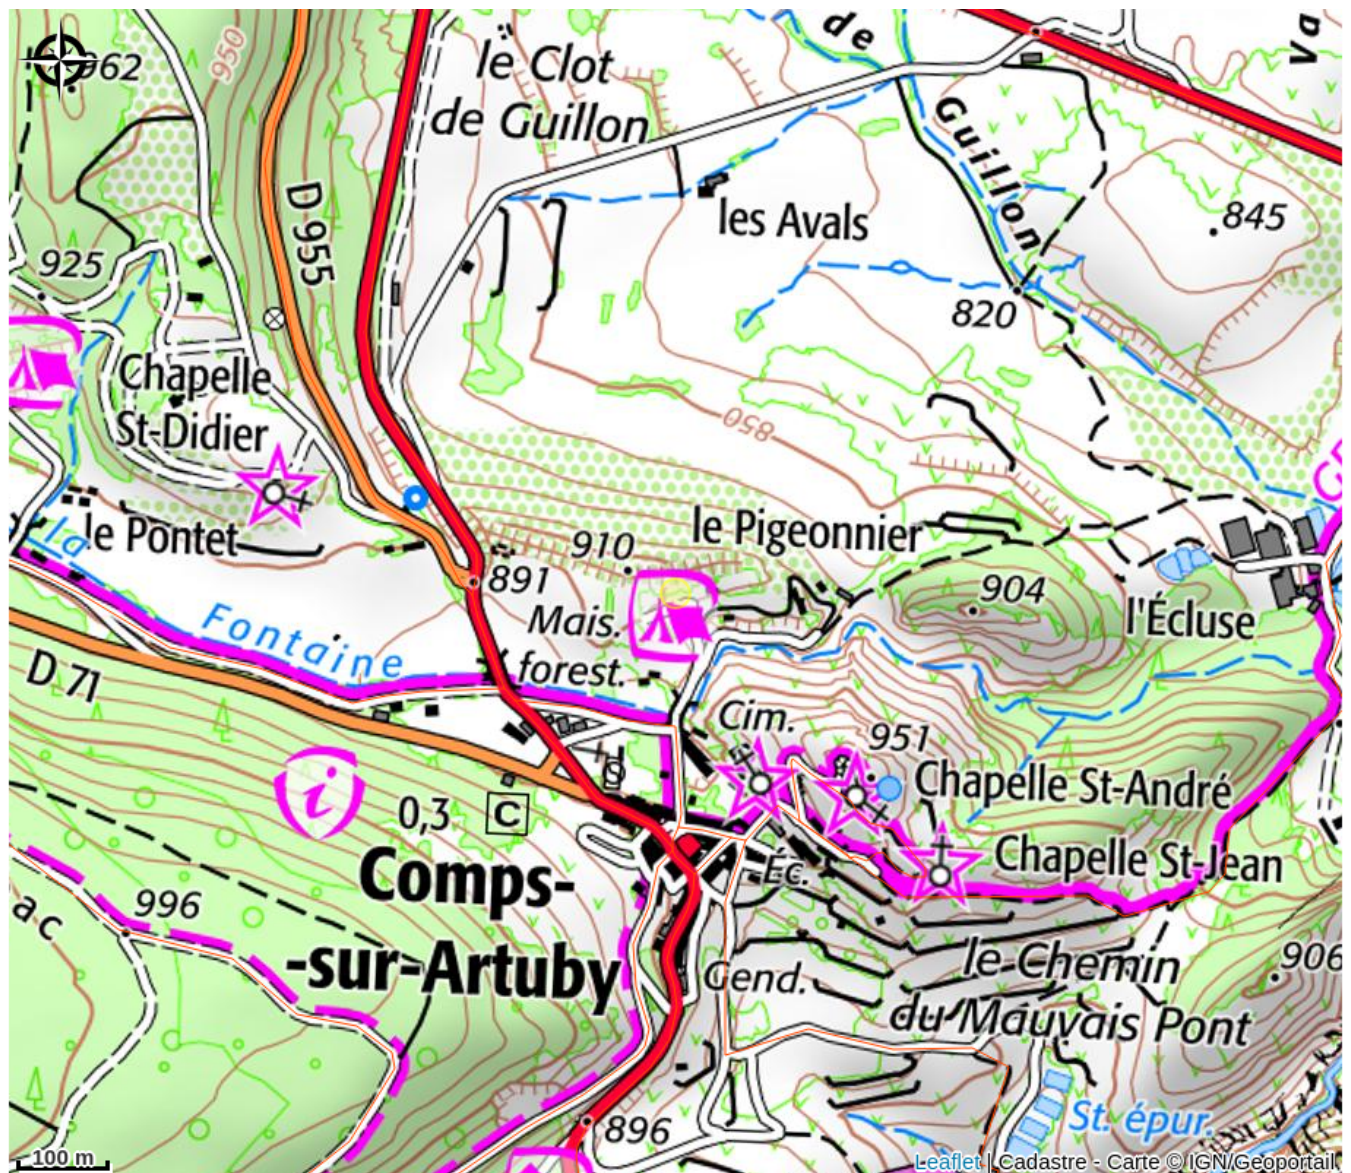 962
950
le Clot
de Guillon
de
Guillon
Va
D 955
les Avals
845
925
820
Chapelle
St-Didier
850
le Pontet
la
Fontaine
910
le Pigeonnier
891
904
Mais.
forest.
l'Écluse
D 71
Cim.
951
Chapelle St-André
0,3
C
Chapelle St-Jean
Éc.
Comps-
-sur-Artuby
996
ac
Gend.
le Chemin
du Mauvais Pont
906
896
St. épur.
100 m
Leaflet | Cadastre - Carte © IGN/Geoportail